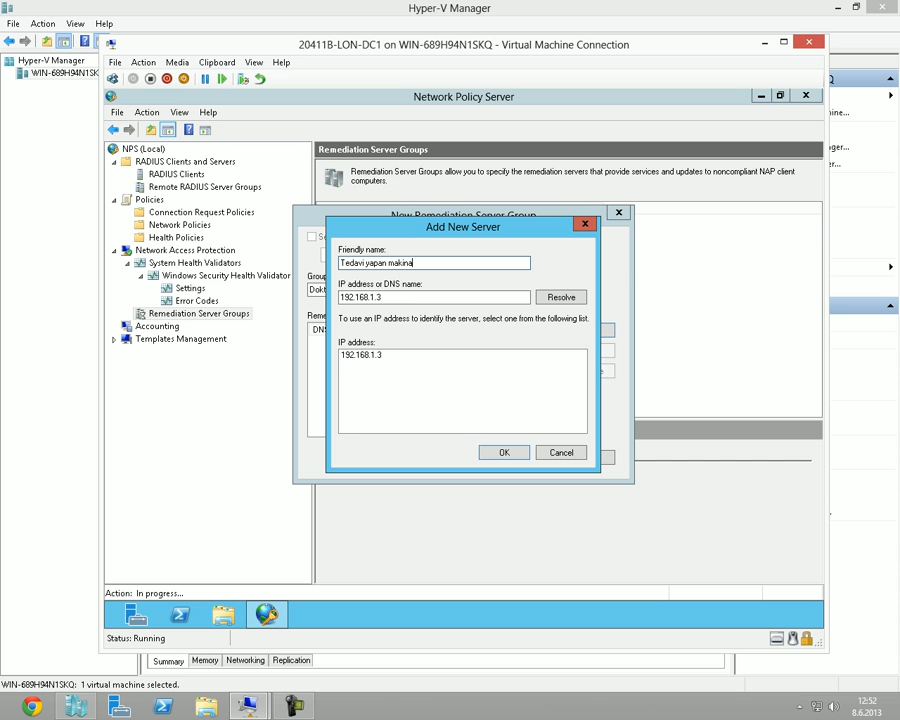 Hyper-V Manager
File Action View Help
Hyper-V Manager
WIN-689H94N1SK
20411B-LON-DC1 on WIN-689H94N1SKQ - Virtual Machine Connection
File Action Media Clipboard View Help
Network Policy Server
File Action View Help
NPS (Local)
RADIUS Clients and Servers
RADIUS Clients
Remote RADIUS Server Groups
Policies
Connection Request Policies
Network Policies
Health Policies
Network Access Protection
System Health Validators
Windows Security Health Validator
Settings
Error Codes
Remediation Server Groups
Accounting
Templates Management
Remediation Server Groups
Remediation Server Groups allow you to specify the remediation servers that provide services and updates to noncompliant NAP client
computers.
New Remediation Server Group
Grou
Dok
Reme
DNS
Add New Server
Friendly name:
Tedavi yapan makina
IP address or DNS name:
192.168.1.3
Resolve
To use an IP address to identify the server, select one from the following list.
IP address:
192.168.1.3
OK Cancel
Action: In progress...
Status: Running
Summary Memory Networking Replication
WIN-689H94N1SKQ: 1 virtual machine selected.
12:52
8.6.2013